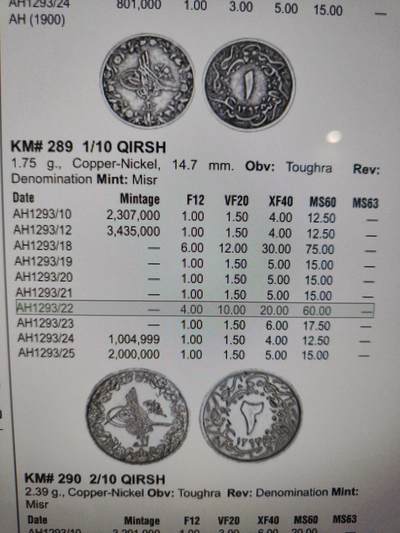 AH1293/24 801,000 1.00 3.00 5.00 15.00 —
AH (1900)
KM# 289 1/10 QIRSH
1.75 g., Copper-Nickel, 14.7 mm. Obv: Toughra Rev:
Denomination Mint: Misr
Date Mintage F12 VF20 XF40 MS60 MS63
AH1293/10 2,307,000 1.00 1.50 4.00 12.50 —
AH1293/12 3,435,000 1.00 1.50 4.00 12.50 —
AH1293/18 — 6.00 12.00 30.00 75.00 —
AH1293/19 — 1.00 1.50 5.00 15.00 —
AH1293/20 — 1.00 1.50 5.00 15.00 —
AH1293/21 — 1.00 1.50 5.00 15.00 —
AH1293/22 — 4.00 10.00 20.00 60.00 —
AH1293/23 — 1.00 1.50 6.00 17.50 —
AH1293/24 1,004,999 1.00 1.50 4.00 12.50 —
AH1293/25 2,000,000 1.00 1.50 5.00 15.00 —
٢
١٢٩٣
KM# 290 2/10 QIRSH
2.39 g., Copper-Nickel Obv: Toughra Rev: Denomination Mint:
Misr
Date Mintage F12 VF20 XF40 MS60 MS63